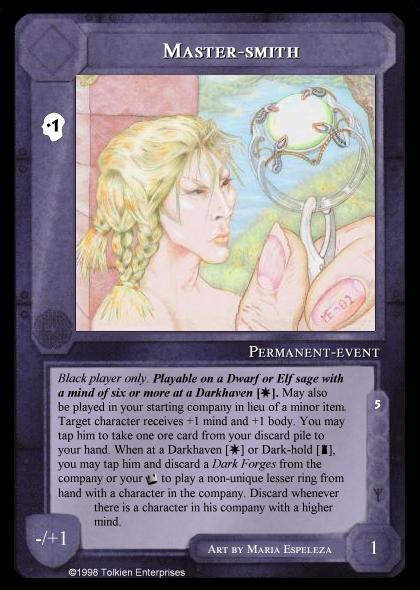 MASTER-SMITH
•1
ME-202
PERMANENT-EVENT
Black player only. Playable on a Dwarf or Elf sage with
a mind of six or more at a Darkhaven [✷]. May also
be played in your starting company in lieu of a minor item.
Target character receives +1 mind and +1 body. You may
tap him to take one ore card from your discard pile to
your hand. When at a Darkhaven [✷] or Dark-hold [♜],
you may tap him and discard a Dark Forges from the
company or your to play a non-unique lesser ring from
hand with a character in the company. Discard whenever
there is a character in his company with a higher
mind.
5
-/+1
ART BY MARIA ESPELEZA
1
©1998 Tolkien Enterprises